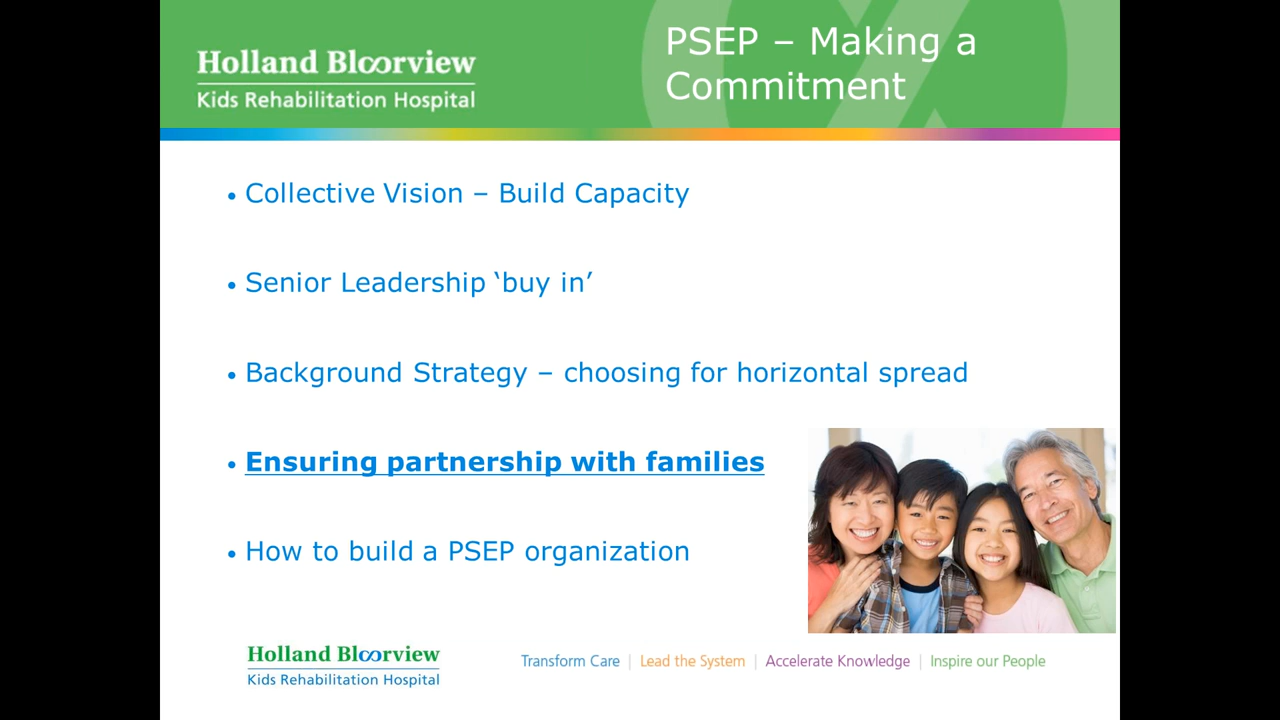 Holland Bloorview
Kids Rehabilitation Hospital
PSEP – Making a
Commitment
• Collective Vision – Build Capacity
• Senior Leadership ‘buy in’
• Background Strategy – choosing for horizontal spread
• Ensuring partnership with families
• How to build a PSEP organization
Holland Bloorview
Kids Rehabilitation Hospital
Transform Care | Lead the System | Accelerate Knowledge | Inspire our People